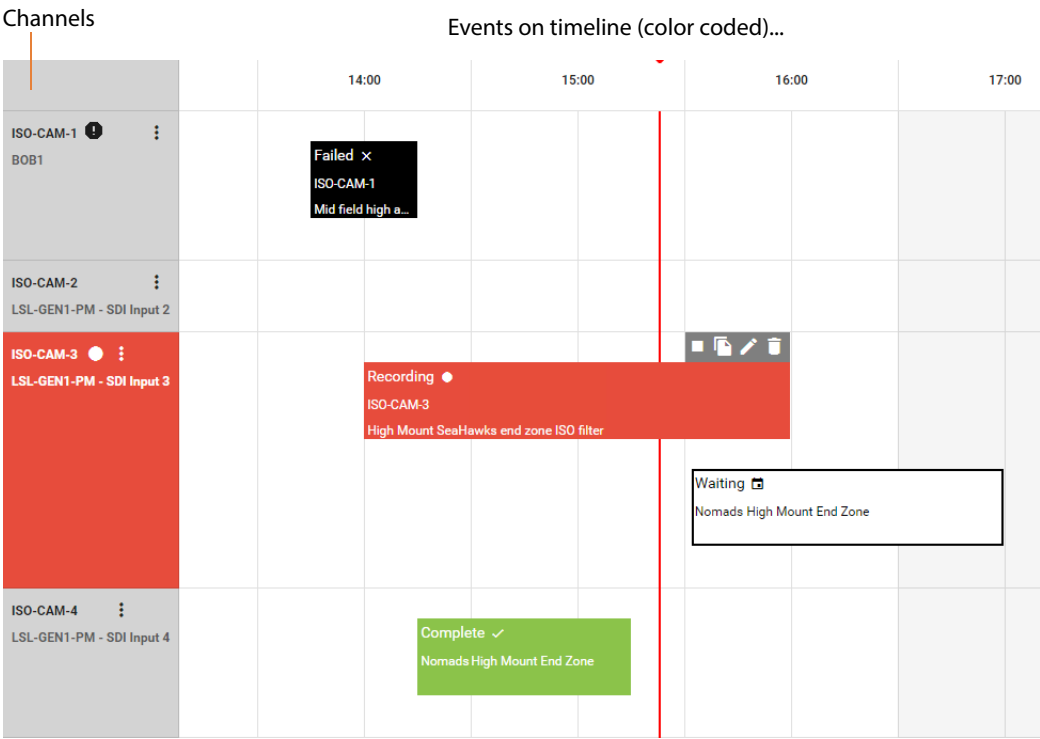 Channels
Events on timeline (color coded)...
14:00
15:00
16:00
17:00
ISO-CAM-1
BOB1
Failed
ISO-CAM-1
Mid field high a...
ISO-CAM-2
LSL-GEN1-PM - SDI Input 2
ISO-CAM-3
LSL-GEN1-PM - SDI Input 3
Recording
ISO-CAM-3
High Mount SeaHawks end zone ISO filter
Waiting
Nomads High Mount End Zone
ISO-CAM-4
LSL-GEN1-PM - SDI Input 4
Complete
Nomads High Mount End Zone